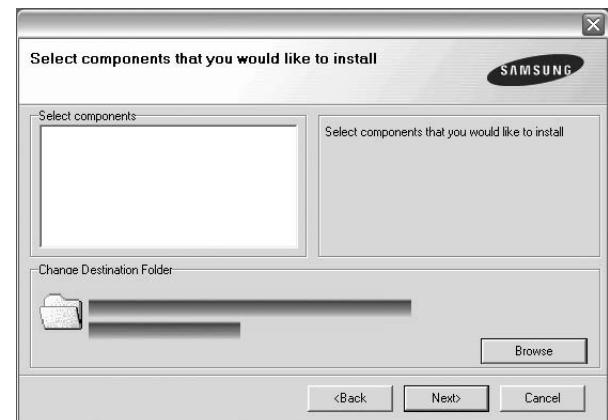 Select components that you would like to install
SAMSUNG
Select components
Select components that you would like to install
Change Destination Folder
Browse
<Back
Next>
Cancel